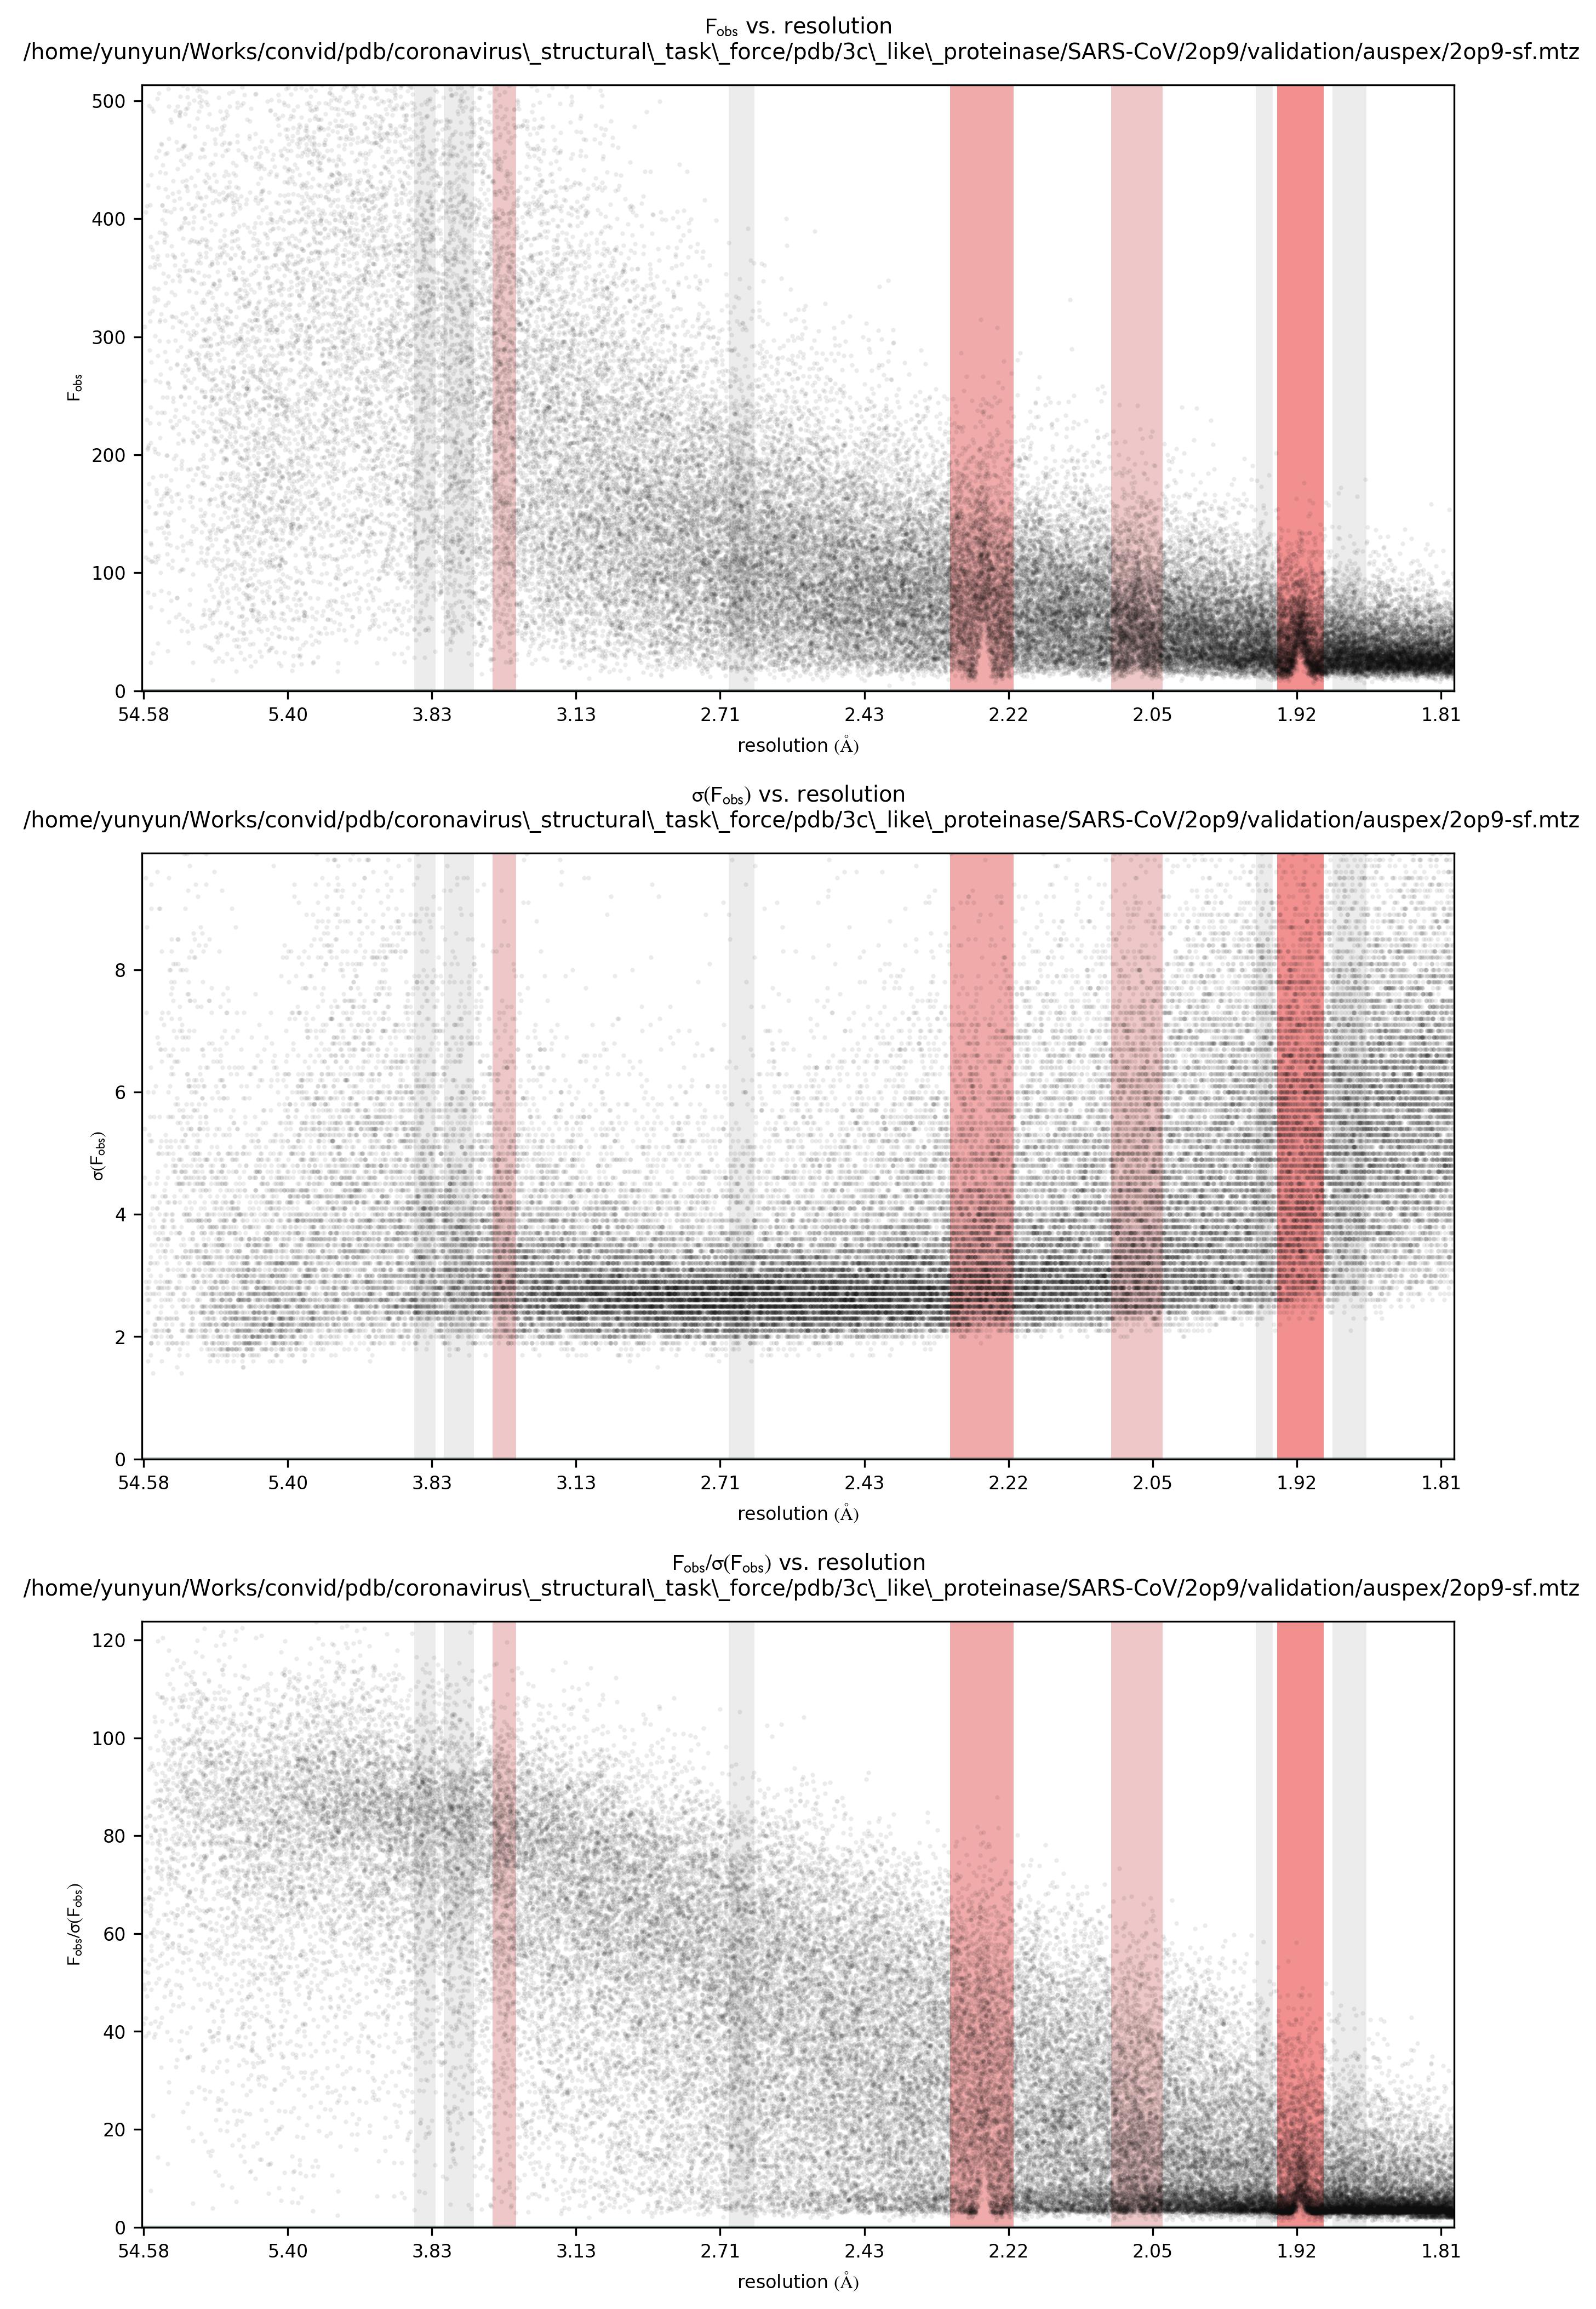 Fobs vs. resolution
/home/yunyun/Works/convid/pdb/coronavirus\_structural\_task\_force/pdb/3c\_like\_proteinase/SARS-CoV/2op9/validation/auspex/2op9-sf.mtz
500
400
300
200
100
0
Fobs
54.58 5.40 3.83 3.13 2.71 2.43 2.22 2.05 1.92 1.81
resolution (Å)
σ(Fobs) vs. resolution
/home/yunyun/Works/convid/pdb/coronavirus\_structural\_task\_force/pdb/3c\_like\_proteinase/SARS-CoV/2op9/validation/auspex/2op9-sf.mtz
8
6
4
2
0
σ(Fobs)
54.58 5.40 3.83 3.13 2.71 2.43 2.22 2.05 1.92 1.81
resolution (Å)
Fobs/σ(Fobs) vs. resolution
/home/yunyun/Works/convid/pdb/coronavirus\_structural\_task\_force/pdb/3c\_like\_proteinase/SARS-CoV/2op9/validation/auspex/2op9-sf.mtz
120
100
80
60
40
20
0
Fobs/σ(Fobs)
54.58 5.40 3.83 3.13 2.71 2.43 2.22 2.05 1.92 1.81
resolution (Å)